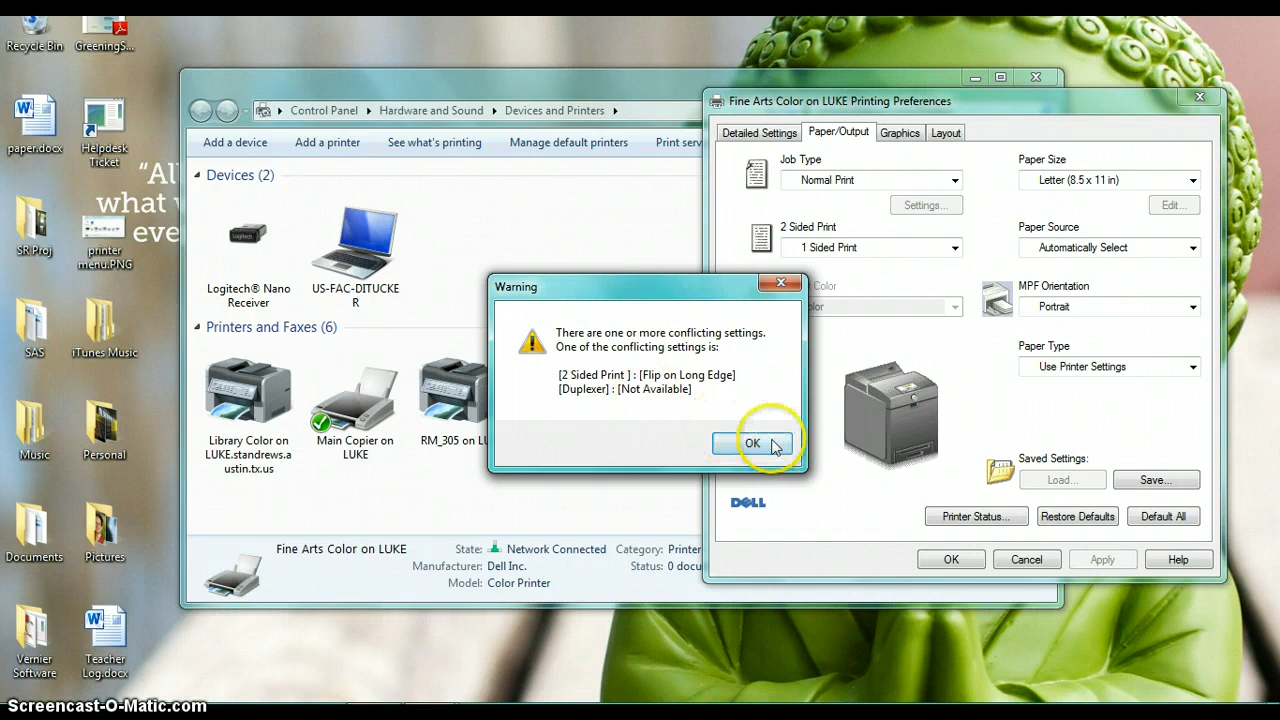 Recycle Bin
GreeningS...
paper.docx
Helpdesk
Ticket
SR Proj
printer
menu.PNG
SAS
iTunes Music
Music
Personal
Documents
Pictures
Vernier
Software
Teacher
Log.docx
"Al
what
eve
Control Panel
Hardware and Sound
Devices and Printers
Add a device
Add a printer
See what's printing
Manage default printers
Print serv
Devices (2)
Logitech
Logitech® Nano
Receiver
US-FAC-DITUCKE
R
Printers and Faxes (6)
Library Color on
LUKE.standrews.a
ustin.tx.us
Main Copier on
LUKE
RM_305 on LU
Fine Arts Color on LUKE
State:
Network Connected
Category:
Printer
Manufacturer:
Dell Inc.
Status:
0 docu
Model:
Color Printer
Fine Arts Color on LUKE Printing Preferences
Detailed Settings
Paper/Output
Graphics
Layout
Job Type
Normal Print
Settings...
2 Sided Print
1 Sided Print
Color
olor
Paper Size
Letter (8.5 x 11 in)
Edit...
Paper Source
Automatically Select
MPF Orientation
Portrait
Paper Type
Use Printer Settings
Saved Settings:
Load...
Save...
DELL
Printer Status...
Restore Defaults
Default All
OK
Cancel
Apply
Help
Warning
There are one or more conflicting settings.
One of the conflicting settings is:
[2 Sided Print ] : [Flip on Long Edge]
[Duplexer] : [Not Available]
OK
Screencast-O-Matic.com